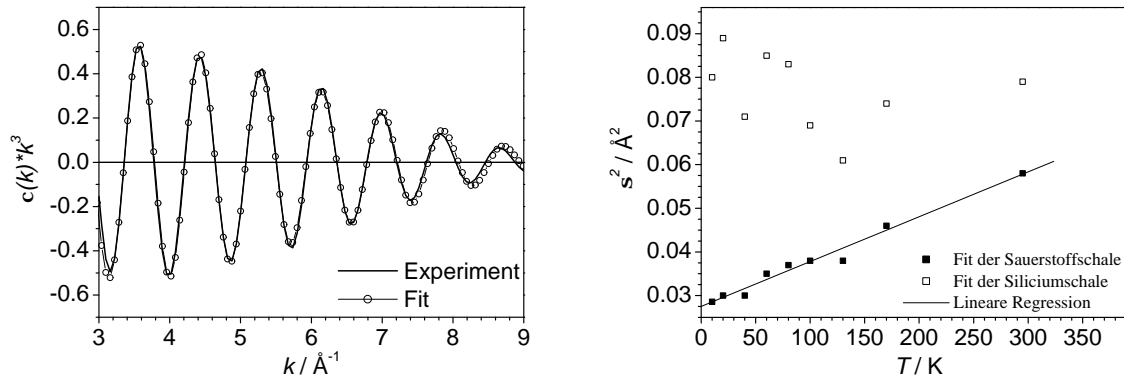 0.6
0.4
0.2
0.0
-0.2
-0.4
-0.6
c(k)*k³
3 4 5 6 7 8 9
k / Å⁻¹
Experiment
Fit
0.09
0.08
0.07
0.06
0.05
0.04
0.03
s² / Å²
0 50 100 150 200 250 300 350
T / K
Fit der Sauerstoffschale
Fit der Siliciumschale
Lineare Regression